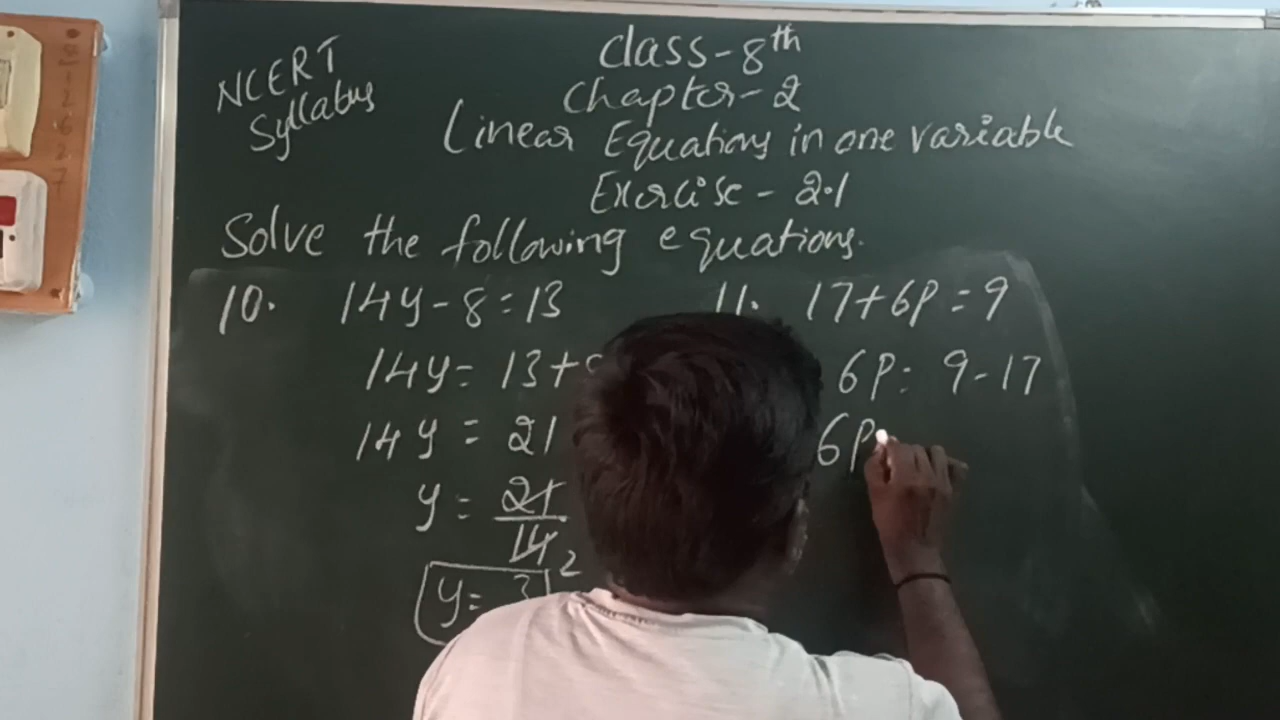 NCERT
Syllabus
Class-8th
Chapter-2
Linear Equations in one variable
Exercise - 2.1
Solve the following equations.
10. 14y - 8 = 13
14y = 13 +
14y = 21
y = 21/14
2
y = 3
11. 17 + 6P = 9
6P = 9 - 17
6P